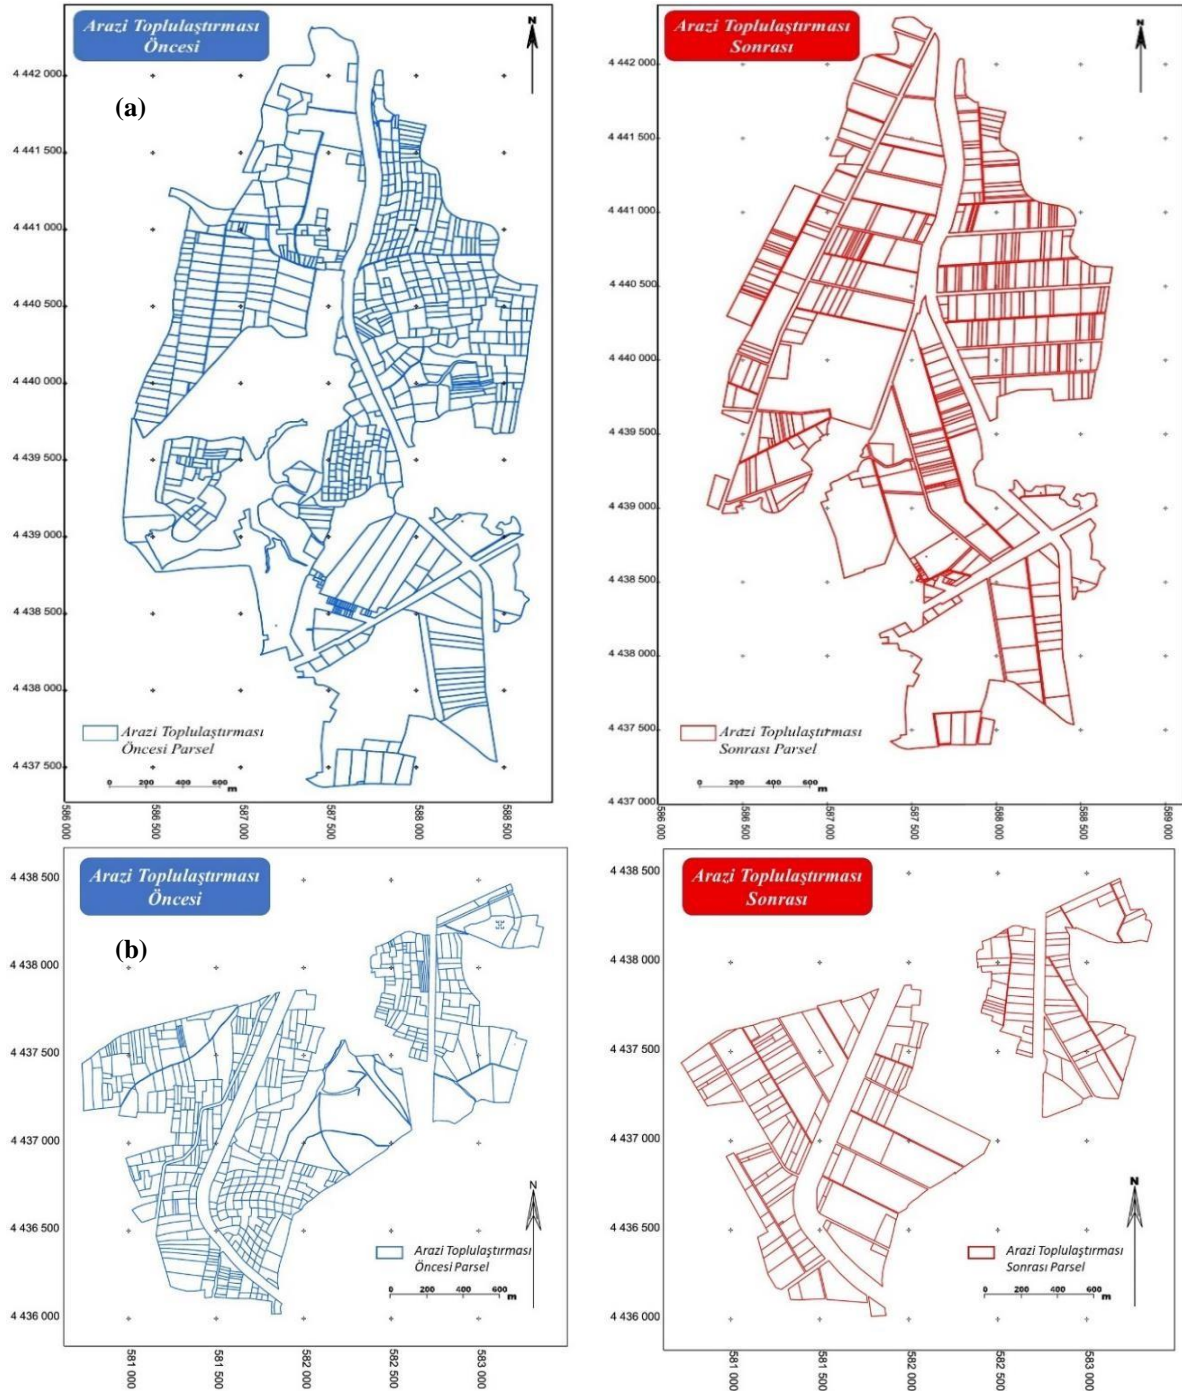 Arazi Toplulaştırması
Öncesi
N
4 442 000
(a)
4 441 500
4 441 000
4 440 500
4 440 000
4 439 500
4 439 000
4 438 500
4 438 000
4 437 500
Arazi Toplulaştırması
Öncesi Parsel
0 200 400 600
m
586 000
586 500
587 000
587 500
588 000
588 500
Arazi Toplulaştırması
Sonrası
N
4 442 000
4 441 500
4 441 000
4 440 500
4 440 000
4 439 500
4 439 000
4 438 500
4 438 000
4 437 500
4 437 000
Arazi Toplulaştırması
Sonrası Parsel
0 200 400 600
m
586 000
586 500
587 000
587 500
588 000
588 500
589 000
Arazi Toplulaştırması
Öncesi
4 438 500
(b)
4 438 000
4 437 500
4 437 000
4 436 500
4 436 000
N
Arazi Toplulaştırması
Öncesi Parsel
0 200 400 600
m
581 000
581 500
582 000
582 500
583 000
Arazi Toplulaştırması
Sonrası
4 438 500
4 438 000
4 437 500
4 437 000
4 436 500
4 436 000
N
Arazi Toplulaştırması
Sonrası Parsel
0 200 400 600
m
581 000
581 500
582 000
582 500
583 000